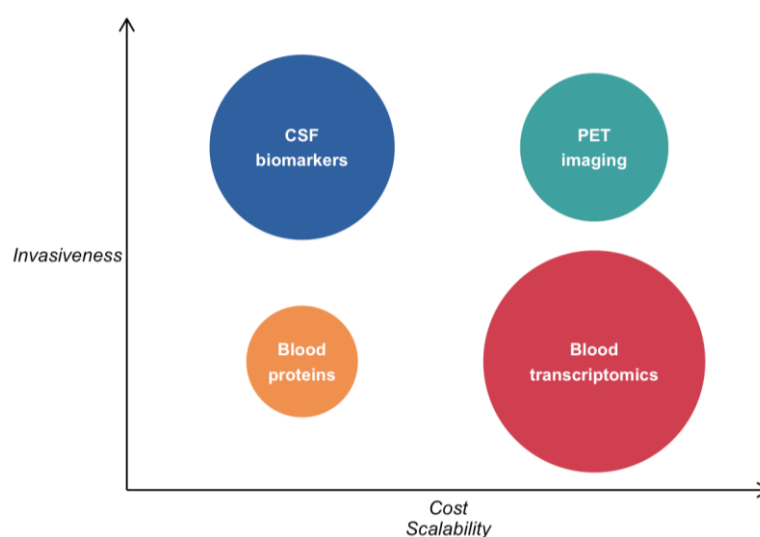 CSF
biomarkers
PET
imaging
Invasiveness
Blood
proteins
Blood
transcriptomics
Cost
Scalability